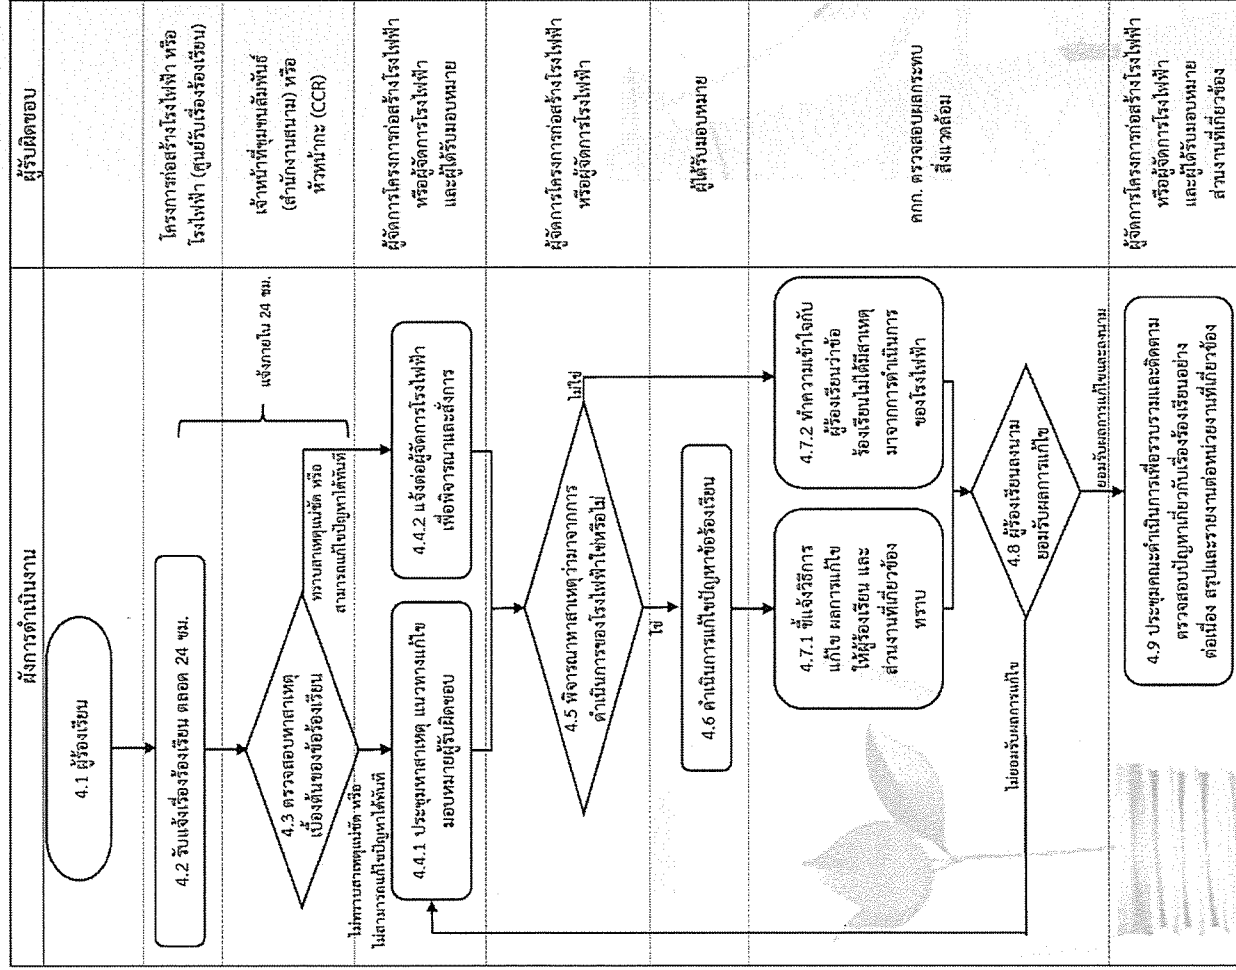 ผังการดำเนินงาน
ผู้รับผิดชอบ
4.1 ผู้ร้องเรียน
4.2 รับแจ้งเรื่องร้องเรียน ตลอด 24 ชม.
โครงการก่อสร้างโรงไฟฟ้า หรือ
โรงไฟฟ้า (ศูนย์รับเรื่องร้องเรียน)
4.3 ตรวจสอบหาสาเหตุ
เบื้องต้นของข้อร้องเรียน
แจ้งภายใน 24 ชม.
เจ้าหน้าที่ชุมชนสัมพันธ์
(สำนักงานสนาม) หรือ
หัวหน้ากะ (CCR)
ไม่ทราบสาเหตุแน่ชัด หรือ
ไม่สามารถแก้ไขปัญหาได้ทันที
ทราบสาเหตุแน่ชัด หรือ
สามารถแก้ไขปัญหาได้ทันที
4.4.1 ประชุมหาสาเหตุ แนวทางแก้ไข
มอบหมายผู้รับผิดชอบ
4.4.2 แจ้งต่อผู้จัดการโรงไฟฟ้า
เพื่อพิจารณาและสั่งการ
ผู้จัดการโครงการก่อสร้างโรงไฟฟ้า
หรือผู้จัดการโรงไฟฟ้า
และผู้ได้รับมอบหมาย
4.5 พิจารณาหาสาเหตุว่ามาจากการ
ดำเนินการของโรงไฟฟ้าใช่หรือไม่
ไม่ใช่
ใช่
ผู้จัดการโครงการก่อสร้างโรงไฟฟ้า
หรือผู้จัดการโรงไฟฟ้า
4.6 ดำเนินการแก้ไขปัญหาข้อร้องเรียน
ผู้ได้รับมอบหมาย
4.7.1 ชี้แจ้งวิธีการ
แก้ไข ผลการแก้ไข
ให้ผู้ร้องเรียน และ
ส่วนงานที่เกี่ยวข้อง
ทราบ
4.7.2 ทำความเข้าใจกับ
ผู้ร้องเรียนว่าข้อ
ร้องเรียนไม่ได้มีสาเหตุ
มาจากการดำเนินการ
ของโรงไฟฟ้า
คกก. ตรวจสอบผลกระทบ
สิ่งแวดล้อม
4.8 ผู้ร้องเรียนลงนาม
ยอมรับผลการแก้ไข
ไม่ยอมรับผลการแก้ไข
ยอมรับผลการแก้ไขและลงนาม
4.9 ประชุมคณะดำเนินการเพื่อรวบรวมและติดตาม
ตรวจสอบปัญหาเกี่ยวกับเรื่องร้องเรียนอย่าง
ต่อเนื่อง สรุปและรายงานต่อหน่วยงานที่เกี่ยวข้อง
ผู้จัดการโครงการก่อสร้างโรงไฟฟ้า
หรือผู้จัดการโรงไฟฟ้า
และผู้ได้รับมอบหมาย
ส่วนงานที่เกี่ยวข้อง